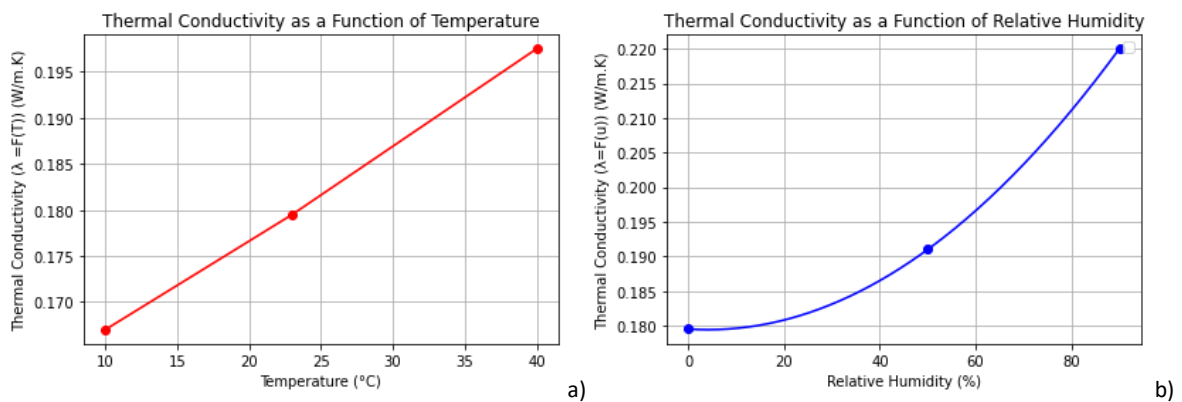 Thermal Conductivity as a Function of Temperature
Thermal Conductivity (λ =F(T)) (W/m.K)
0.195
0.190
0.185
0.180
0.175
0.170
10 15 20 25 30 35 40
Temperature (°C)
a)
Thermal Conductivity as a Function of Relative Humidity
Thermal Conductivity (λ=F(u)) (W/m.K)
0.220
0.215
0.210
0.205
0.200
0.195
0.190
0.185
0.180
0 20 40 60 80
Relative Humidity (%)
b)